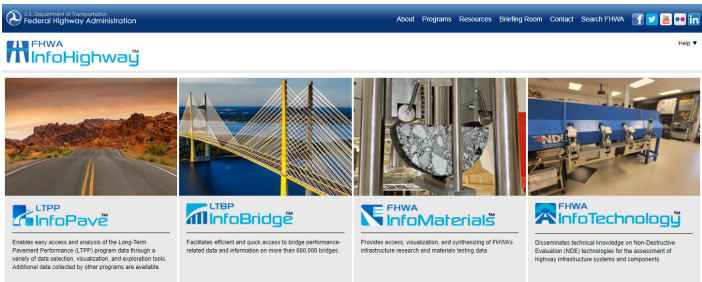 U.S. Department of Transportation
Federal Highway Administration
About Programs Resources Briefing Room Contact Search FHWA
FHWA
InfoHighway™
Help ▼
LTPP
InfoPave™
Enables easy access and analysis of the Long-Term
Pavement Performance (LTPP) program data through a
variety of data selection, visualization, and exploration tools.
Additional data collected by other programs are available.
LTBP
InfoBridge™
Facilitates efficient and quick access to bridge performance-
related data and information on more than 600,000 bridges.
FHWA
InfoMaterials™
Provides access, visualization, and synthesizing of FHWA's
infrastructure research and materials testing data.
NDE
FHWA
InfoTechnology™
Disseminates technical knowledge on Non-Destructive
Evaluation (NDE) technologies for the assessment of
highway infrastructure systems and components.